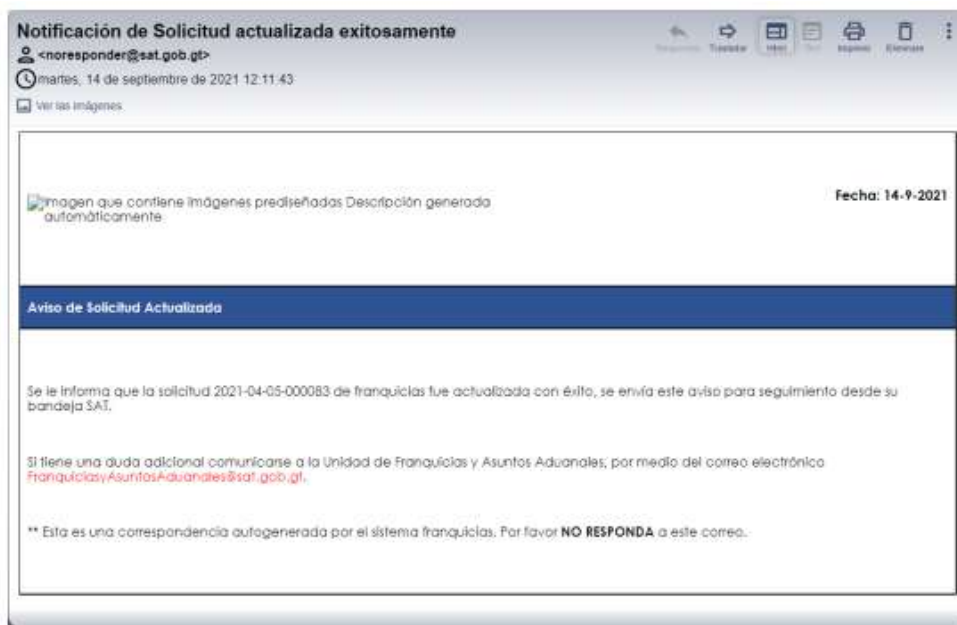 Notificación de Solicitud actualizada exitosamente
<noresponder@sat.gob.gt>
martes, 14 de septiembre de 2021 12:11:43
Ver las imágenes
Trasladar
Imprimir
Eliminar
Imagen que contiene imágenes prediseñadas Descripción generada
automáticamente
Fecha: 14-9-2021
Aviso de Solicitud Actualizada
Se le informa que la solicitud 2021-04-05-000083 de franquicias fue actualizada con éxito, se envía este aviso para seguimiento desde su
bandeja SAT.
Si tiene una duda adicional comunicarse a la Unidad de Franquicias y Asuntos Aduanales, por medio del correo electrónico
FranquiciasyAsuntosAduanales@sat.gob.gt.
** Esta es una correspondencia autogenerada por el sistema franquicias. Por favor NO RESPONDA a este correo.